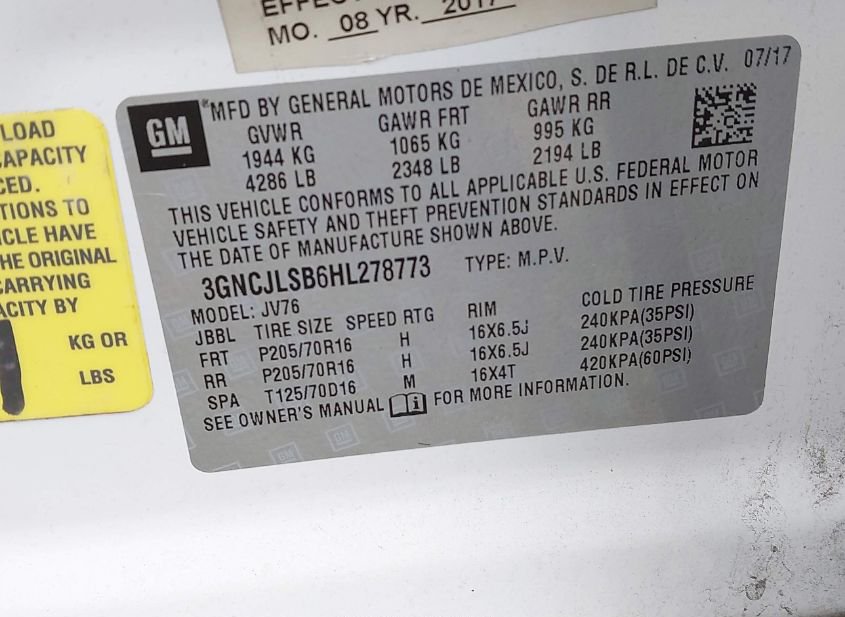 MO. 08 YR. 2017
LOAD
CAPACITY
TIONS TO
HAVE
ORIGINAL
CARRYING
BY
KG OR
LBS
GM
*MFD BY GENERAL MOTORS DE MEXICO, S. DE R.L. DE C.V. 07/17
GVWR GAWR FRT GAWR RR
1944 KG 1065 KG 995 KG
4286 LB 2348 LB 2194 LB
THIS VEHICLE CONFORMS TO ALL APPLICABLE U.S. FEDERAL MOTOR
VEHICLE SAFETY AND THEFT PREVENTION STANDARDS IN EFFECT ON
THE DATE OF MANUFACTURE SHOWN ABOVE.
3GNCJLSB6HL278773 TYPE: M.P.V.
MODEL: JV76
JBBL TIRE SIZE SPEED RTG RIM COLD TIRE PRESSURE
FRT P205/70R16 H 16X6.5J 240KPA(35PSI)
RR P205/70R16 H 16X6.5J 240KPA(35PSI)
SPA T125/70D16 M 16X4T 420KPA(60PSI)
SEE OWNER'S MANUAL FOR MORE INFORMATION.